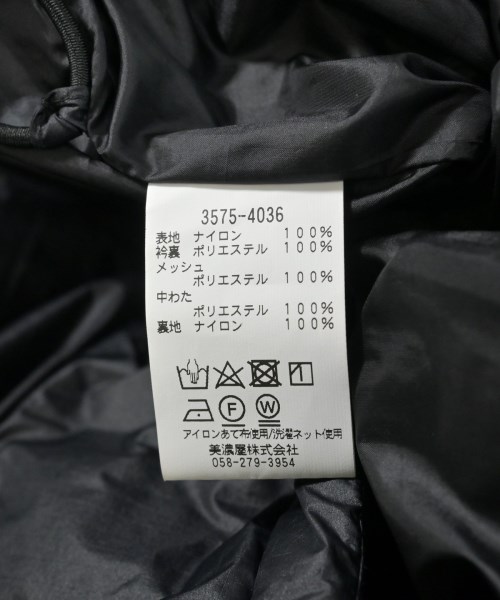 3575-4036
表地 ナイロン 100%
衿裏 ポリエステル 100%
メッシュ
ポリエステル 100%
中わた
ポリエステル 100%
裏地 ナイロン 100%
F W
アイロンあて布使用/洗濯ネット使用
美濃屋株式会社
058-279-3954